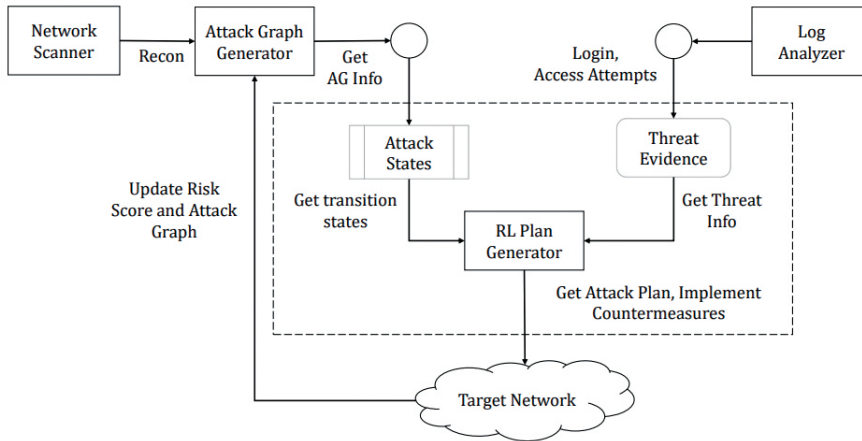 Network
Scanner
Recon
Attack Graph
Generator
Get
AG Info
Login,
Access Attempts
Log
Analyzer
Attack
States
Threat
Evidence
Get transition
states
Get Threat
Info
Update Risk
Score and Attack
Graph
RL Plan
Generator
Get Attack Plan, Implement
Countermeasures
Target Network